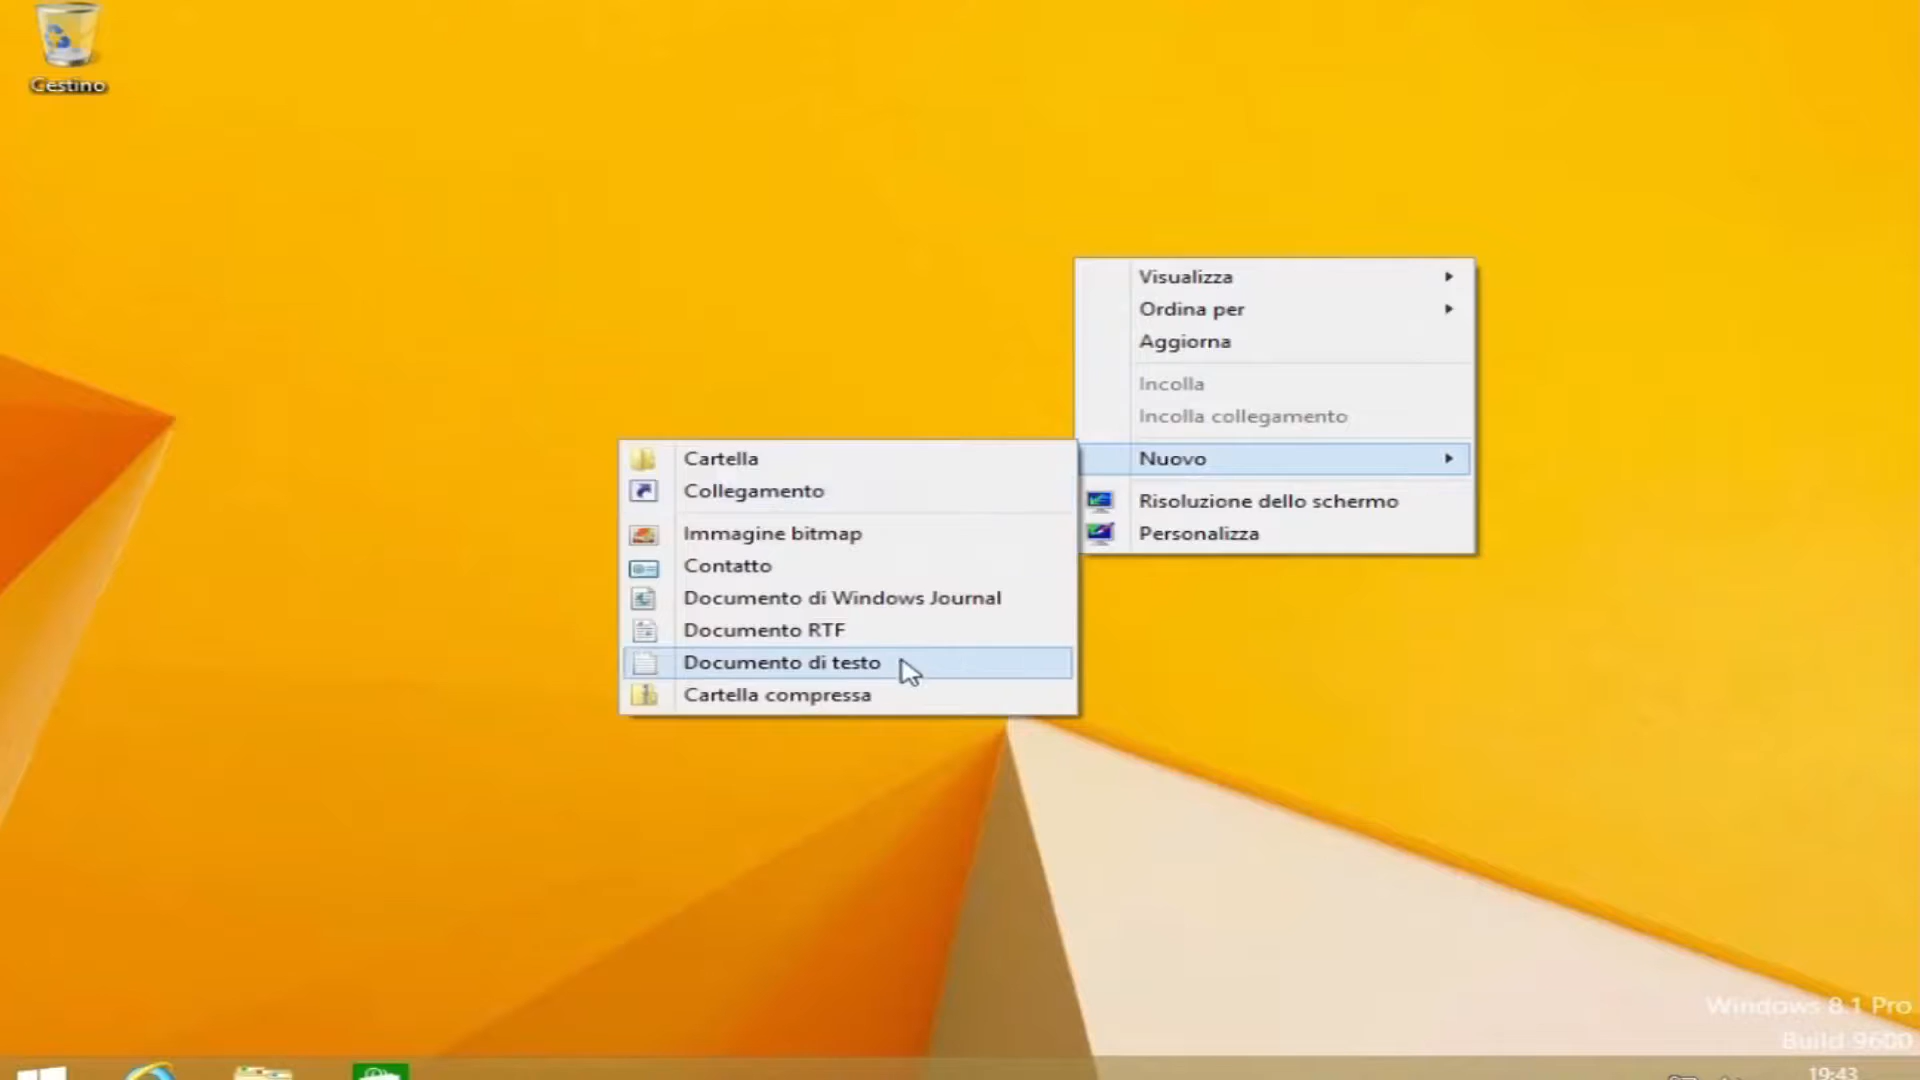 Cestino
Visualizza
Ordina per
Aggiorna
Incolla
Incolla collegamento
Nuovo
Risoluzione dello schermo
Personalizza
Cartella
Collegamento
Immagine bitmap
Contatto
Documento di Windows Journal
Documento RTF
Documento di testo
Cartella compressa
Windows 8.1 Pro
Build 9600
19:43